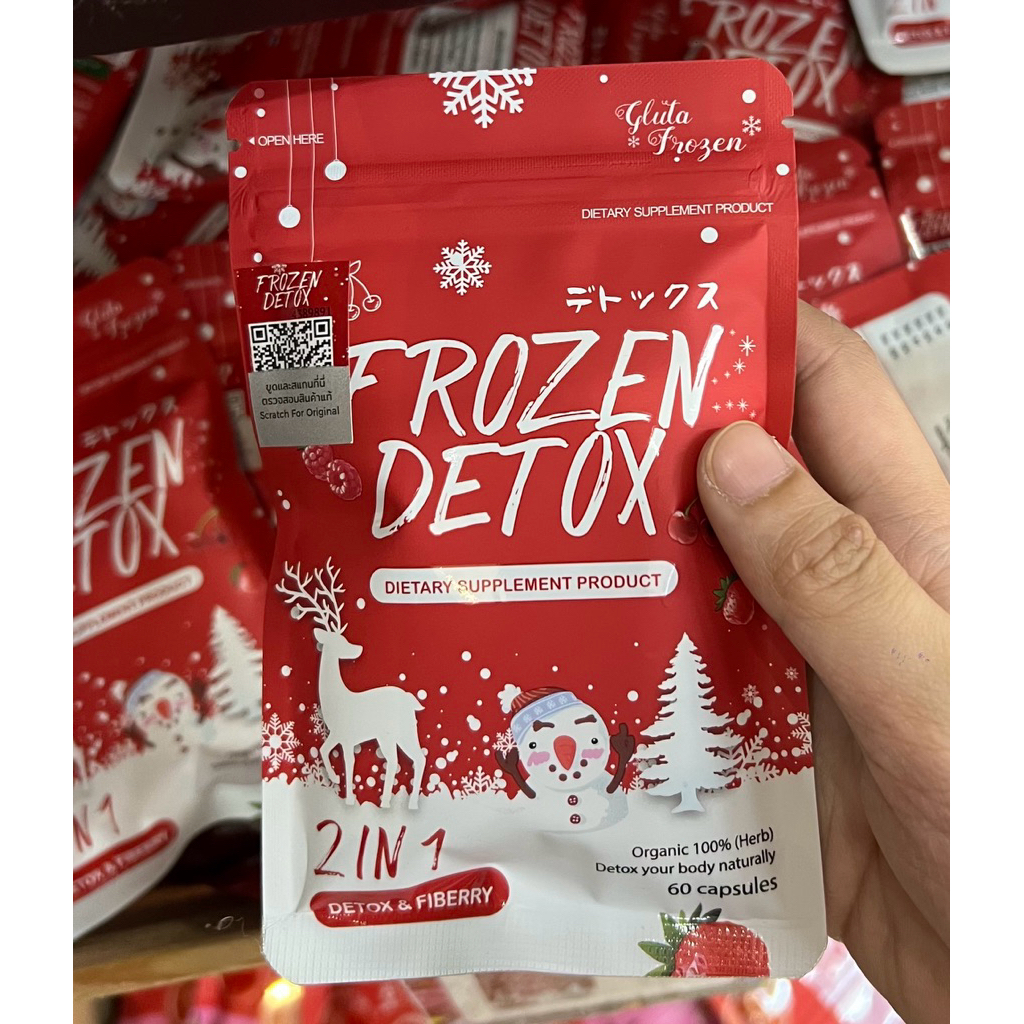 OPEN HERE
Gluta
Frozen
DIETARY SUPPLEMENT PRODUCT
デトックス
FROZEN
DETOX
FROZEN
DETOX
ขูดและสแกนที่นี่
ตรวจสอบสินค้าแท้
Scratch For Original
DIETARY SUPPLEMENT PRODUCT
2 IN 1
DETOX & FIBERRY
Organic 100% (Herb)
Detox your body naturally
60 capsules